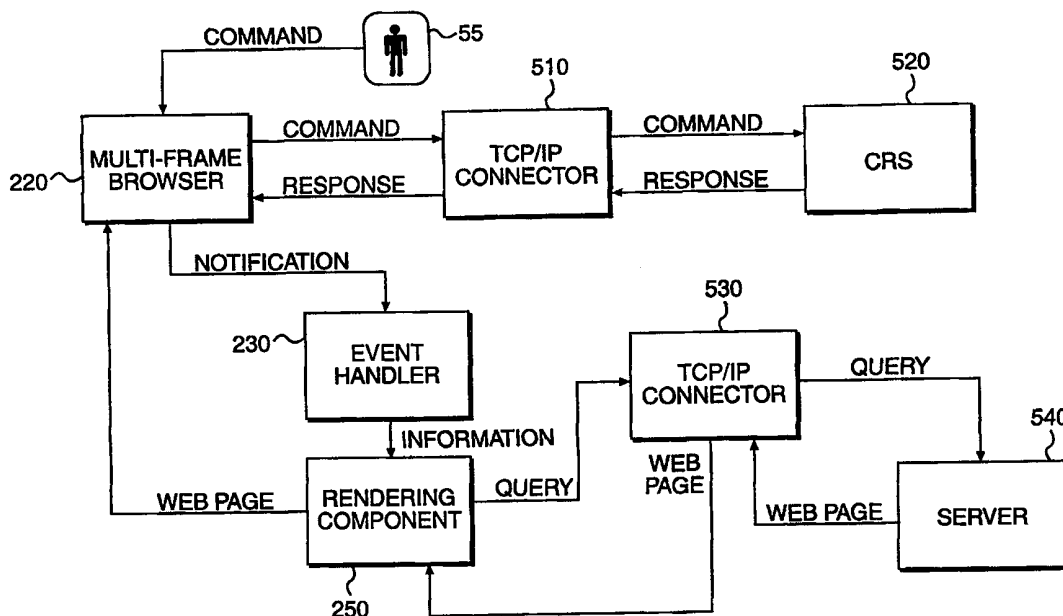 COMMAND
55
510
520
MULTI-FRAME
BROWSER
220
COMMAND
RESPONSE
TCP/IP
CONNECTOR
COMMAND
RESPONSE
CRS
NOTIFICATION
230
EVENT
HANDLER
INFORMATION
530
TCP/IP
CONNECTOR
QUERY
540
WEB PAGE
RENDERING
COMPONENT
QUERY
WEB
PAGE
WEB PAGE
SERVER
250